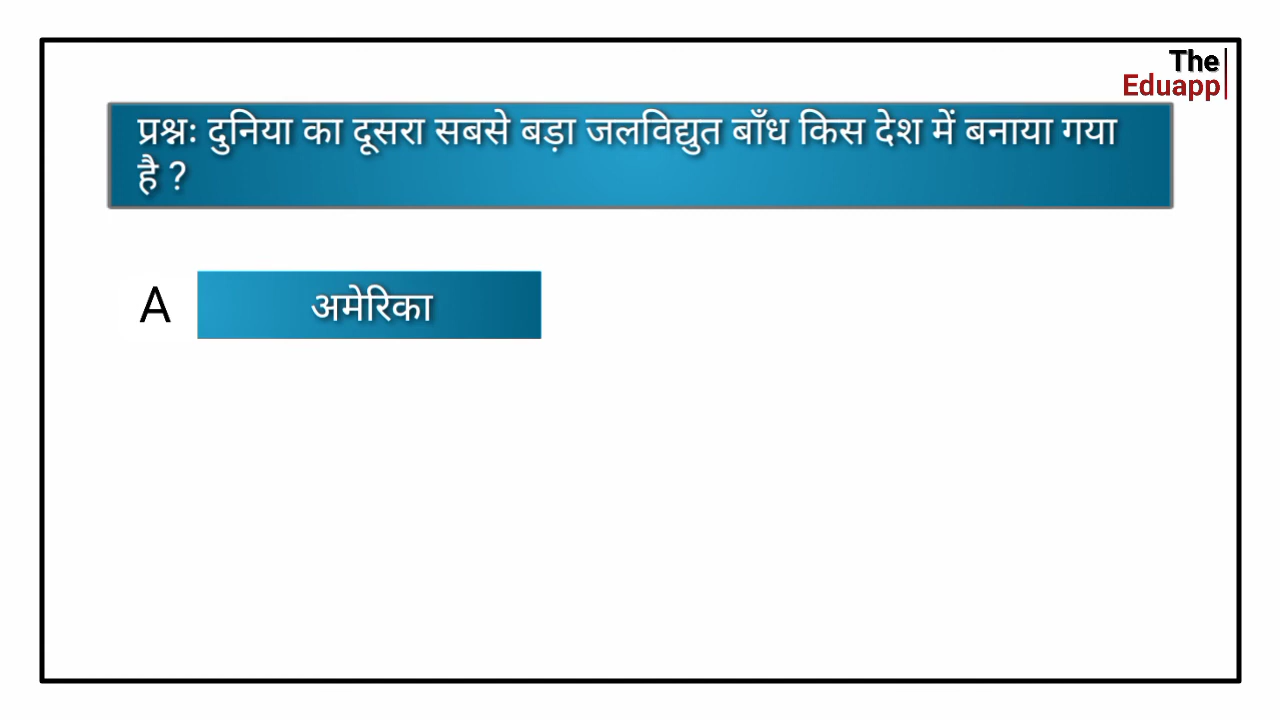 The
Eduapp
प्रश्नः दुनिया का दूसरा सबसे बड़ा जलविद्युत बाँध किस देश में बनाया गया
है ?
A अमेरिका